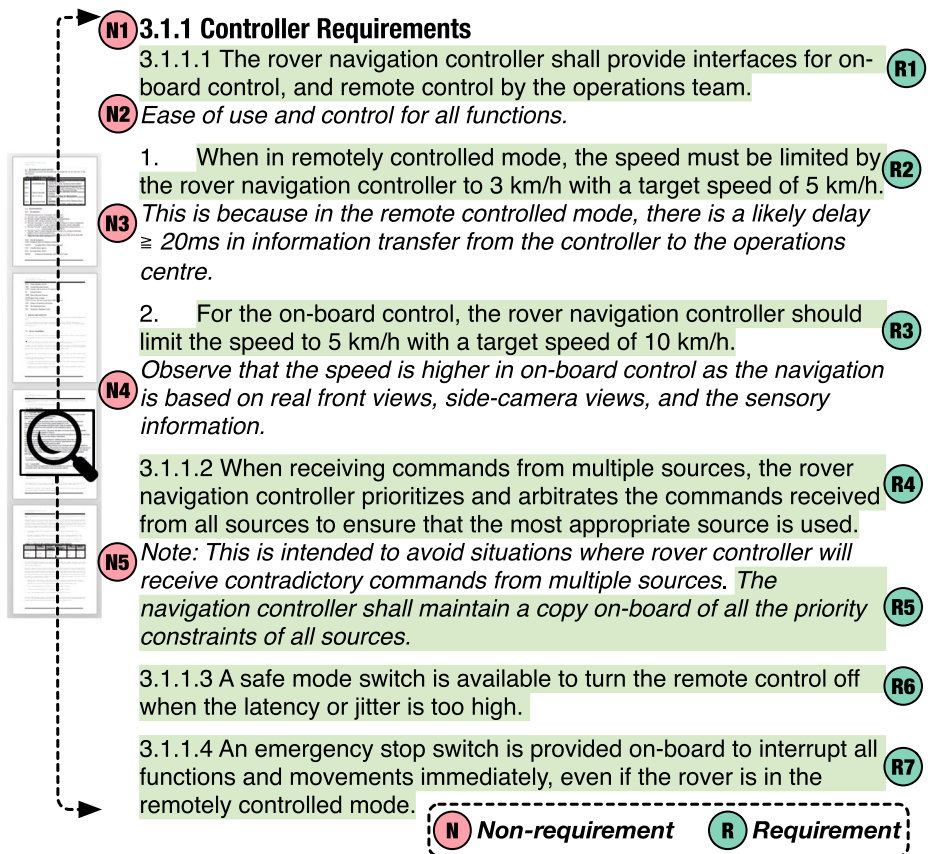 N1 3.1.1 Controller Requirements
3.1.1.1 The rover navigation controller shall provide interfaces for on-
board control, and remote control by the operations team. R1
N2 Ease of use and control for all functions.
1. When in remotely controlled mode, the speed must be limited by R2
the rover navigation controller to 3 km/h with a target speed of 5 km/h.
N3 This is because in the remote controlled mode, there is a likely delay
≧ 20ms in information transfer from the controller to the operations
centre.
2. For the on-board control, the rover navigation controller should R3
limit the speed to 5 km/h with a target speed of 10 km/h.
N4 Observe that the speed is higher in on-board control as the navigation
is based on real front views, side-camera views, and the sensory
information.
3.1.1.2 When receiving commands from multiple sources, the rover
navigation controller prioritizes and arbitrates the commands received R4
from all sources to ensure that the most appropriate source is used.
N5 Note: This is intended to avoid situations where rover controller will
receive contradictory commands from multiple sources. The
navigation controller shall maintain a copy on-board of all the priority R5
constraints of all sources.
3.1.1.3 A safe mode switch is available to turn the remote control off R6
when the latency or jitter is too high.
3.1.1.4 An emergency stop switch is provided on-board to interrupt all
functions and movements immediately, even if the rover is in the R7
remotely controlled mode.
N Non-requirement R Requirement